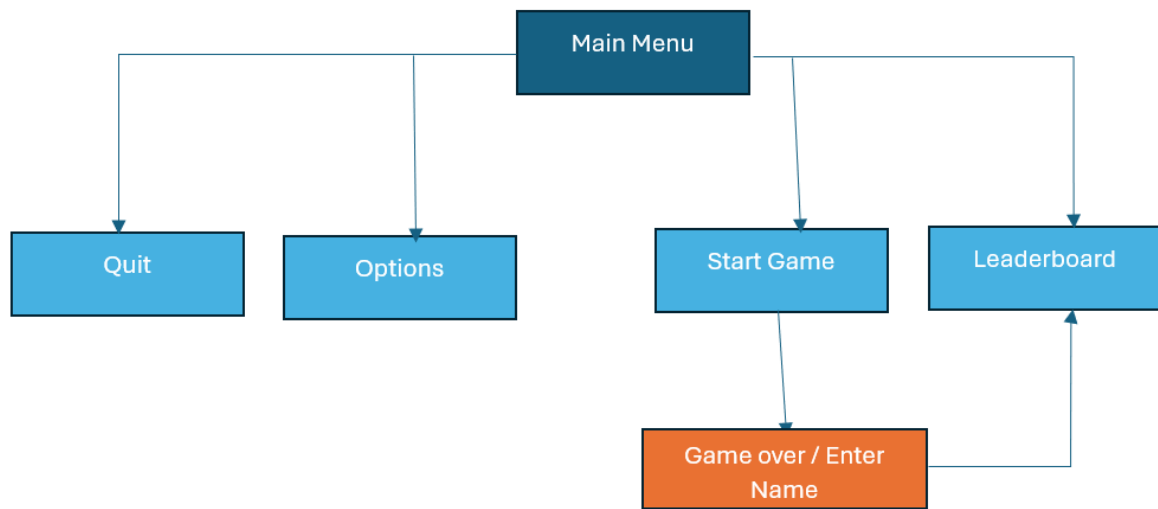 Main Menu
Quit
Options
Start Game
Leaderboard
Game over / Enter
Name